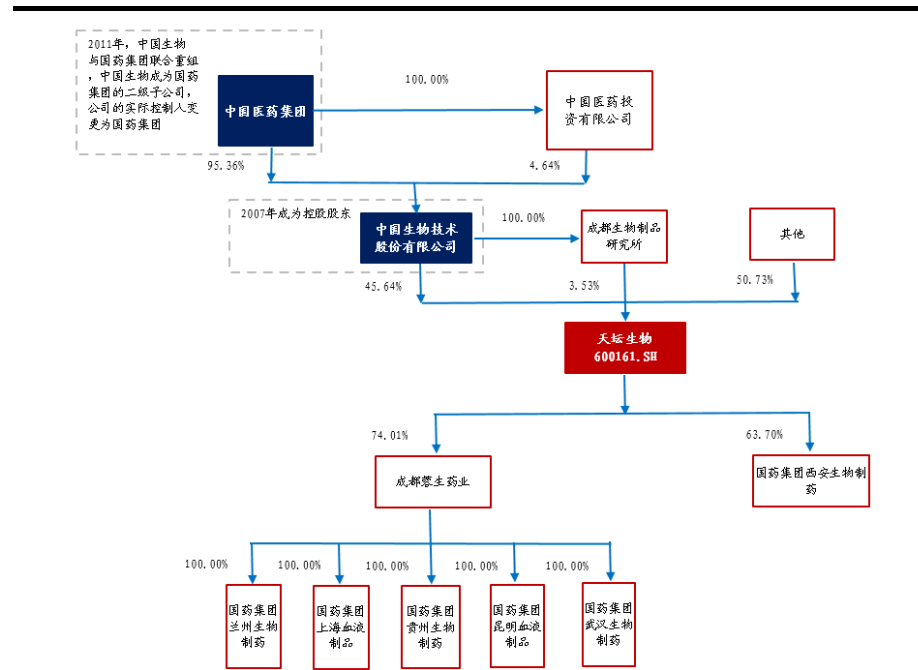 2011年，中国生物
与国药集团联合重组
，中国生物成为国药
集团的二级子公司，
公司的实际控制人变
更为国药集团
中国医药集团
100.00%
中国医药投
资有限公司
95.36%
4.64%
2007年成为控股股东
中国生物技术
股份有限公司
100.00%
成都生物制品
研究所
其他
45.64%
3.53%
50.73%
天坛生物
600161.SH
74.01%
63.70%
成都蓉生药业
国药集团西安生物制
药
100.00%
100.00%
100.00%
100.00%
100.00%
国药集团
兰州生物
制药
国药集团
上海血液
制品
国药集团
贵州生物
制药
国药集团
昆明血液
制品
国药集团
武汉生物
制药